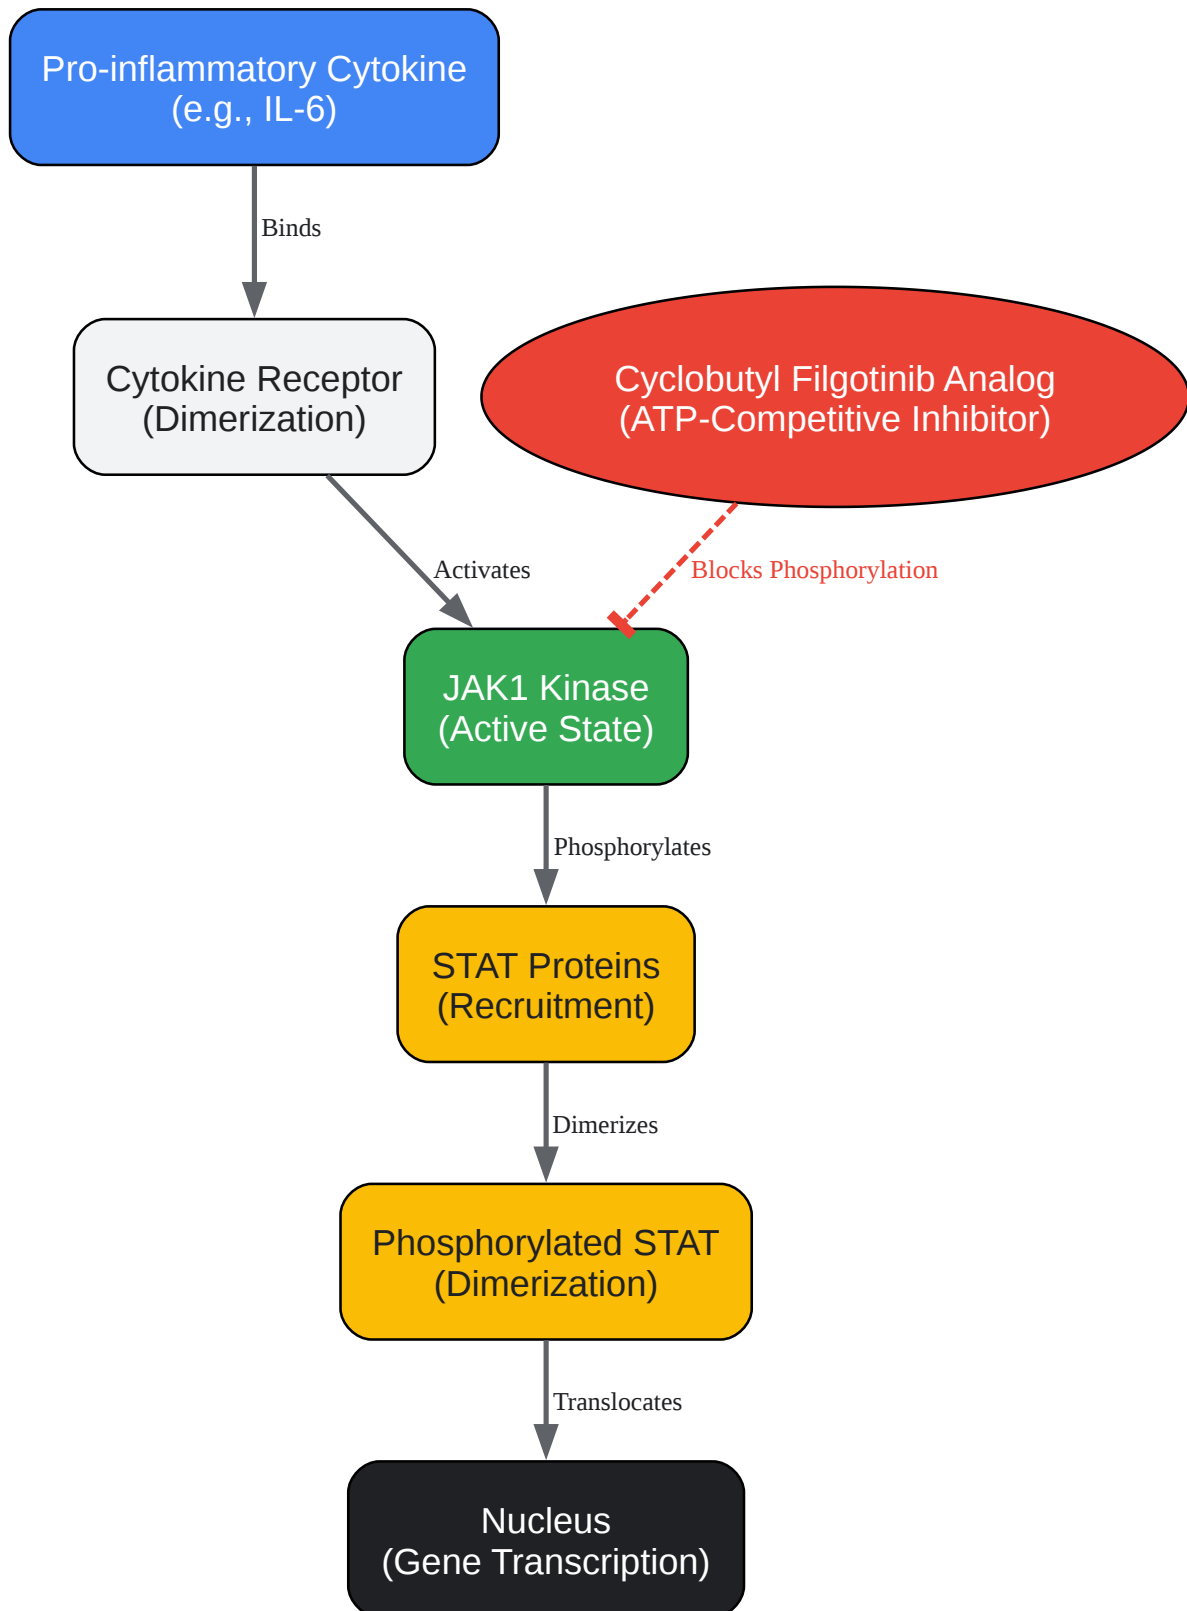 Pro-inflammatory Cytokine
(e.g., IL-6)
Binds
Cytokine Receptor
(Dimerization)
Cyclobutyl Filgotinib Analog
(ATP-Competitive Inhibitor)
Activates
Blocks Phosphorylation
JAK1 Kinase
(Active State)
Phosphorylates
STAT Proteins
(Recruitment)
Dimerizes
Phosphorylated STAT
(Dimerization)
Translocates
Nucleus
(Gene Transcription)